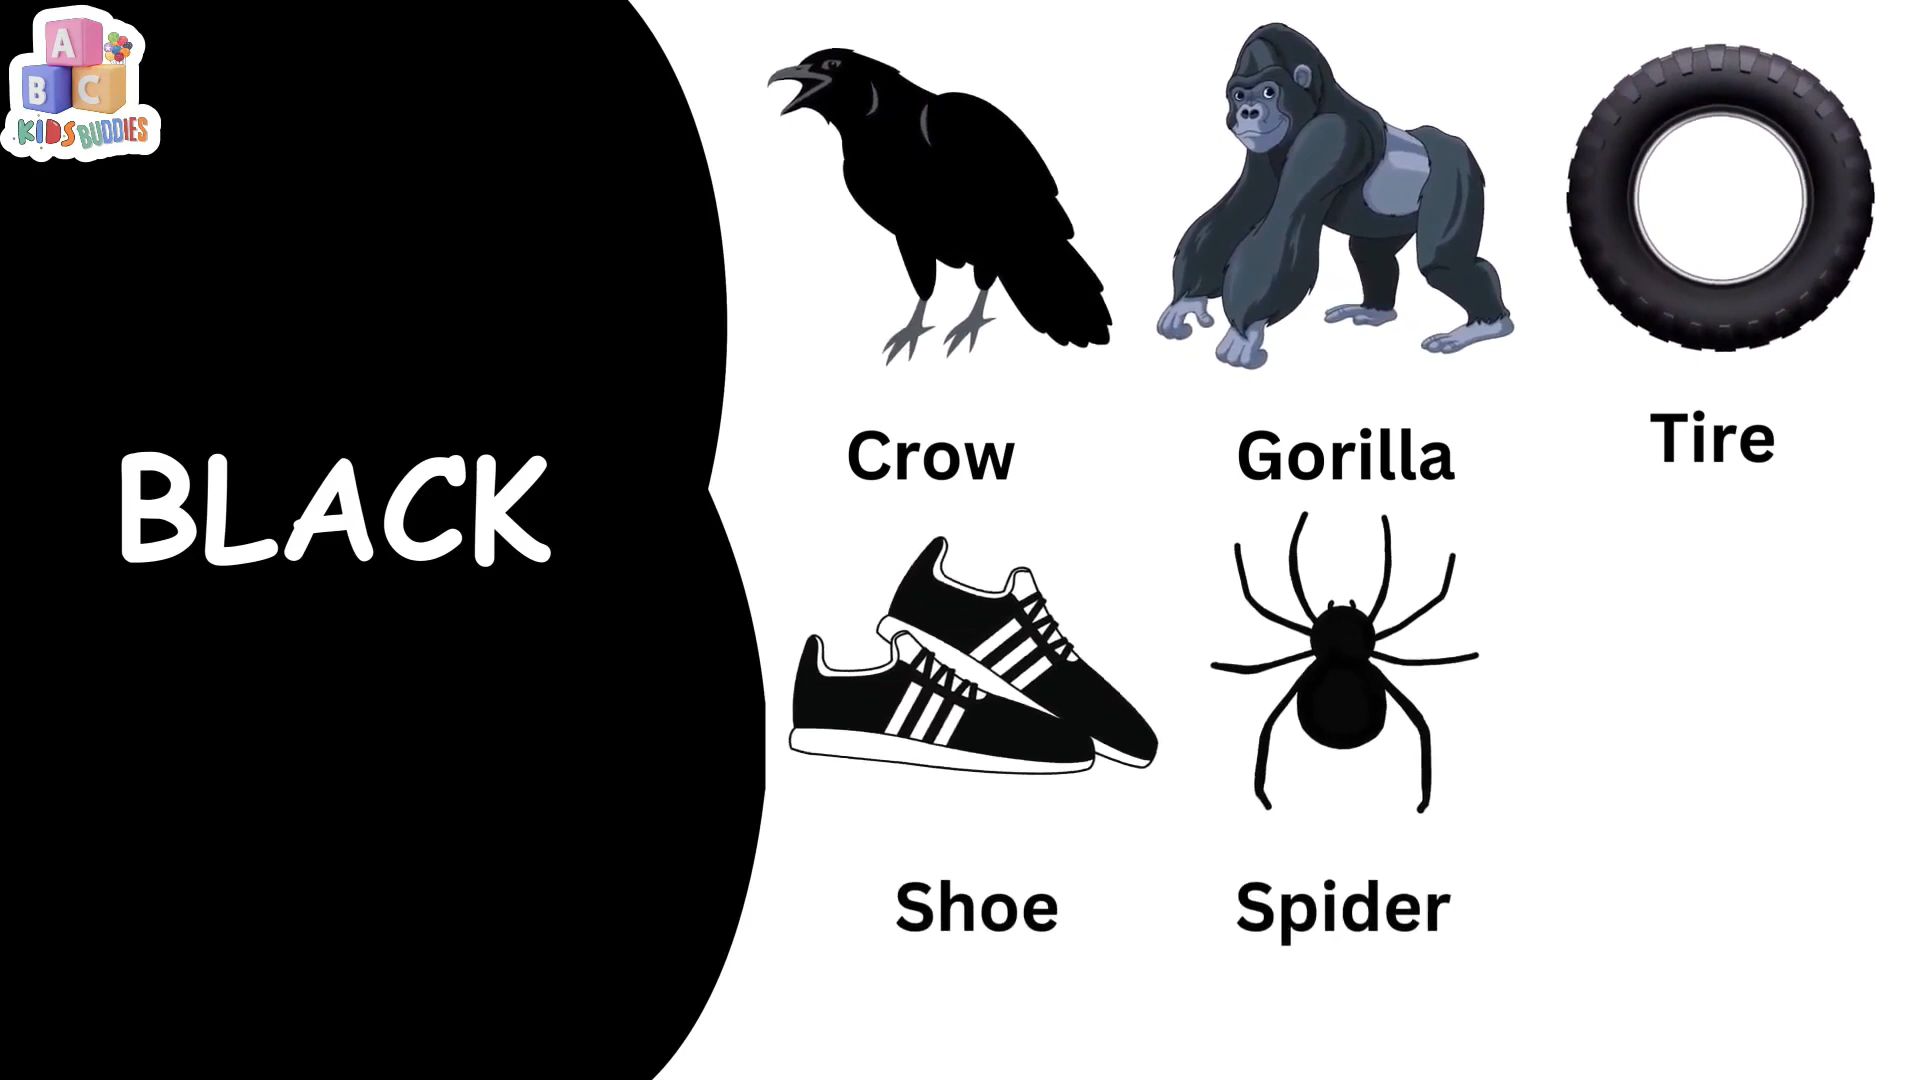 A
B C
KIDS BUDDIES
BLACK
Crow
Gorilla
Tire
Shoe
Spider